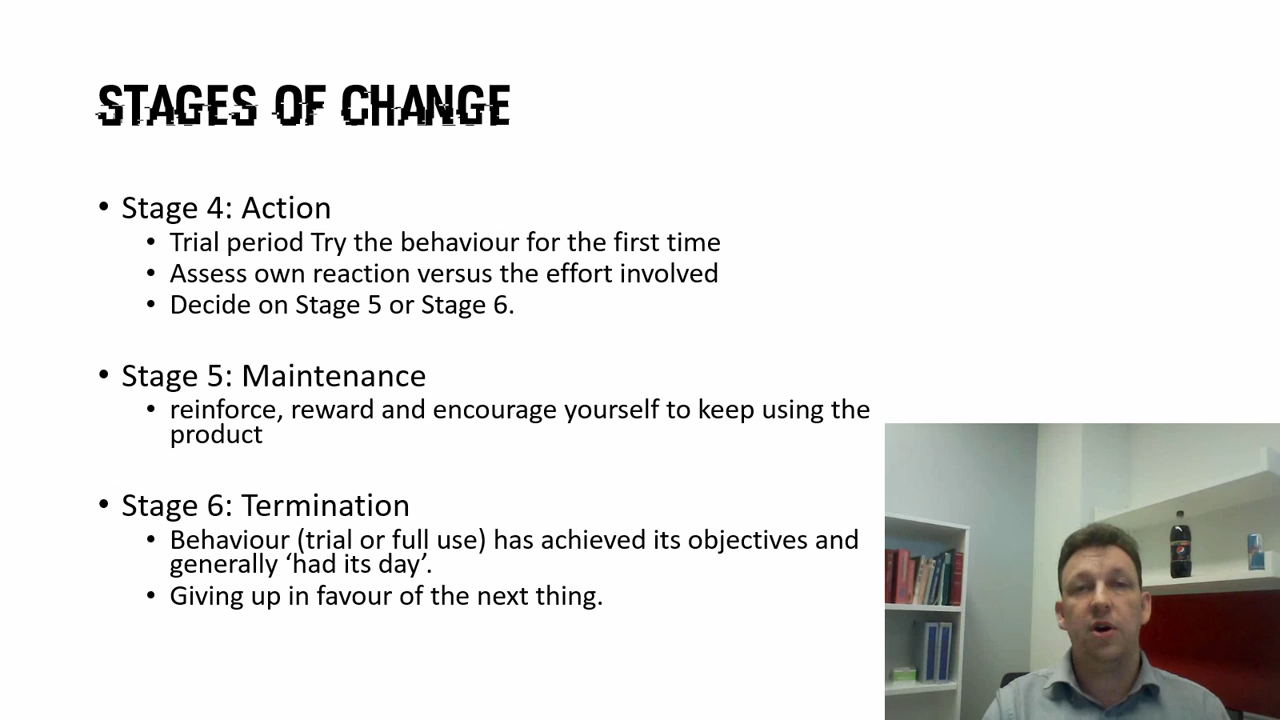 STAGES OF CHANGE
• Stage 4: Action
• Trial period Try the behaviour for the first time
• Assess own reaction versus the effort involved
• Decide on Stage 5 or Stage 6.
• Stage 5: Maintenance
• reinforce, reward and encourage yourself to keep using the
product
• Stage 6: Termination
• Behaviour (trial or full use) has achieved its objectives and
generally ‘had its day’.
• Giving up in favour of the next thing.